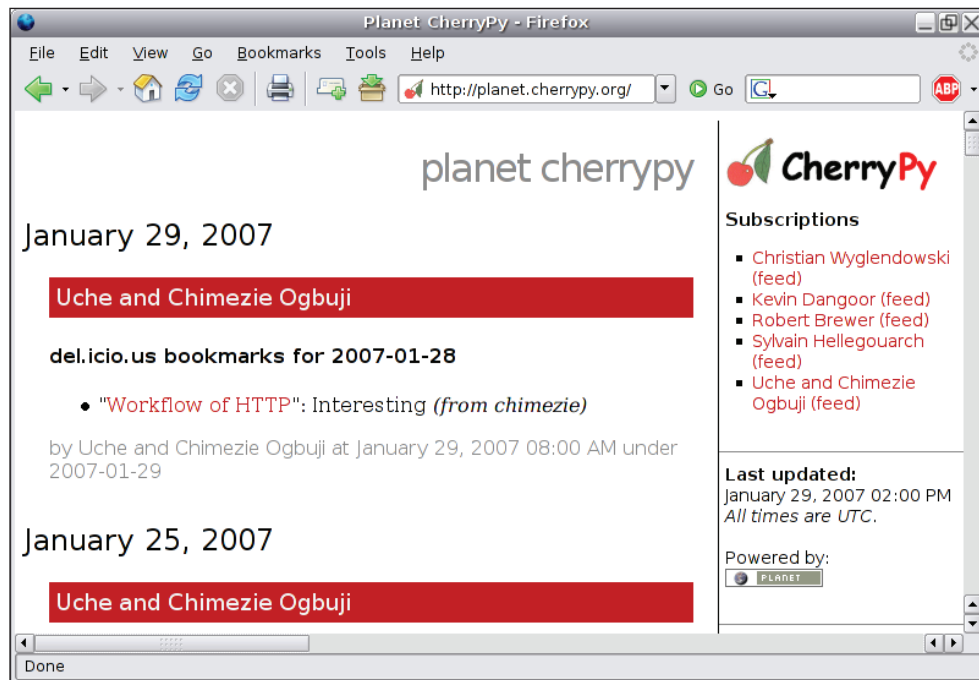 Planet CherryPy - Firefox
File Edit View Go Bookmarks Tools Help
http://planet.cherrypy.org/ Go G ABP
planet cherrypy
January 29, 2007
Uche and Chimezie Ogbuji
del.icio.us bookmarks for 2007-01-28
"Workflow of HTTP": Interesting (from chimezie)
by Uche and Chimezie Ogbuji at January 29, 2007 08:00 AM under
2007-01-29
January 25, 2007
Uche and Chimezie Ogbuji
CherryPy
Subscriptions
Christian Wyglendowski
(feed)
Kevin Dangoor (feed)
Robert Brewer (feed)
Sylvain Hellegouarch
(feed)
Uche and Chimezie
Ogbuji (feed)
Last updated:
January 29, 2007 02:00 PM
All times are UTC.
Powered by:
PLANET
Done